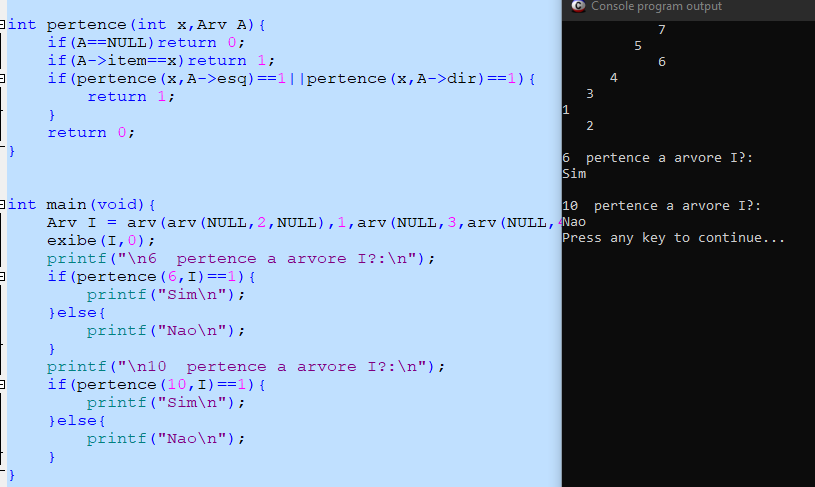 int pertence(int x,Arv A){
    if(A==NULL)return 0;
    if(A->item==x)return 1;
    if(pertence(x,A->esq)==1||pertence(x,A->dir)==1){
        return 1;
    }
    return 0;
}
int main(void){
    Arv I = arv(arv(NULL,2,NULL),1,arv(NULL,3,arv(NULL,
    exibe(I,0);
    printf("\n6  pertence a arvore I?:\n");
    if(pertence(6,I)==1){
        printf("Sim\n");
    }else{
        printf("Nao\n");
    }
    printf("\n10  pertence a arvore I?:\n");
    if(pertence(10,I)==1){
        printf("Sim\n");
    }else{
        printf("Nao\n");
    }
}
Console program output
            7
         5
            6
      4
   3
1
   2
6  pertence a arvore I?:
Sim
10  pertence a arvore I?:
Nao
Press any key to continue...